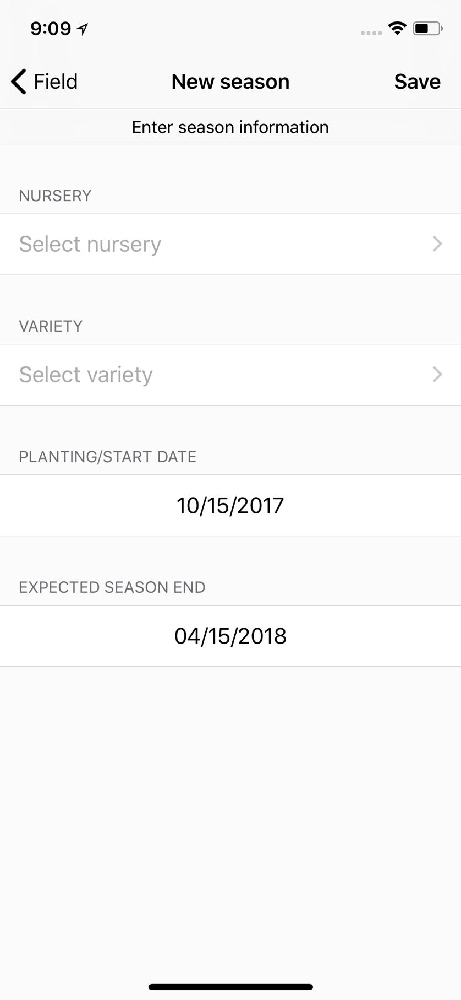 9:09
Field New season Save
Enter season information
NURSERY
Select nursery
VARIETY
Select variety
PLANTING/START DATE
10/15/2017
EXPECTED SEASON END
04/15/2018